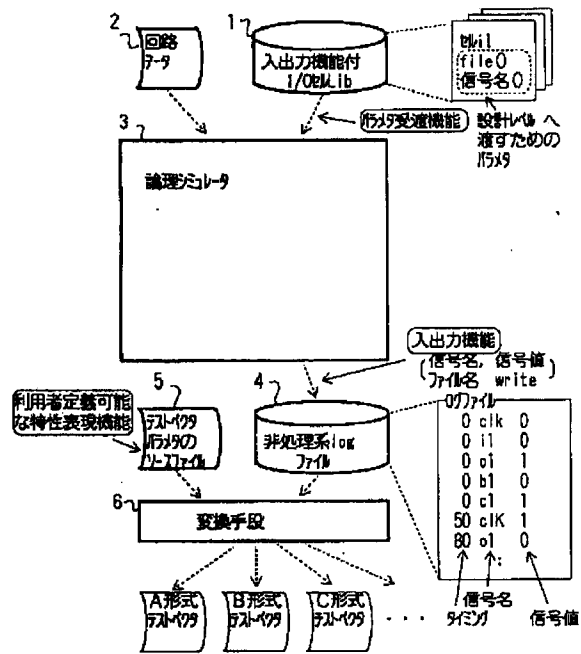 2
回路
データ
1
入出力機能付
I/OセルLib
セルi1
file()
信号名()
パラメタ受渡機能
設計レベルへ
渡すための
パラメタ
3
論理シミュレータ
入出力機能
(信号名, 信号値
ファイル名 write)
利用者定義可能
な特性表現機能
5
テストベクタ
パラメタの
ソースファイル
4
非処理系log
ファイル
ログファイル
0 clk 0
0 i1 0
0 o1 1
0 b1 0
0 c1 1
50 clK 1
80 o1 0
:
6
変換手段
A形式
テストベクタ
B形式
テストベクタ
C形式
テストベクタ
・・・
タイミング
信号名
信号値